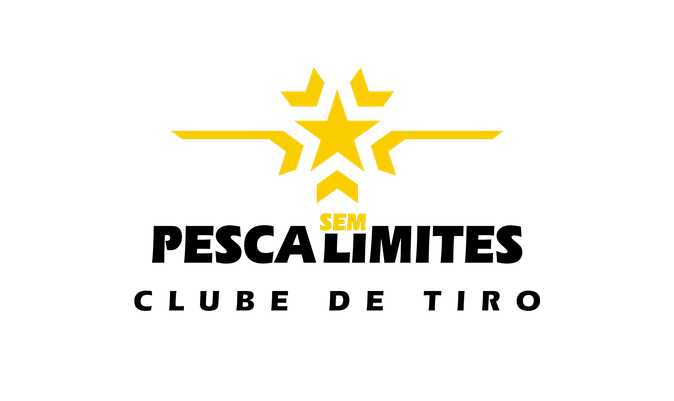 SEM
PESCA LIMITES
CLUBE DE TIRO